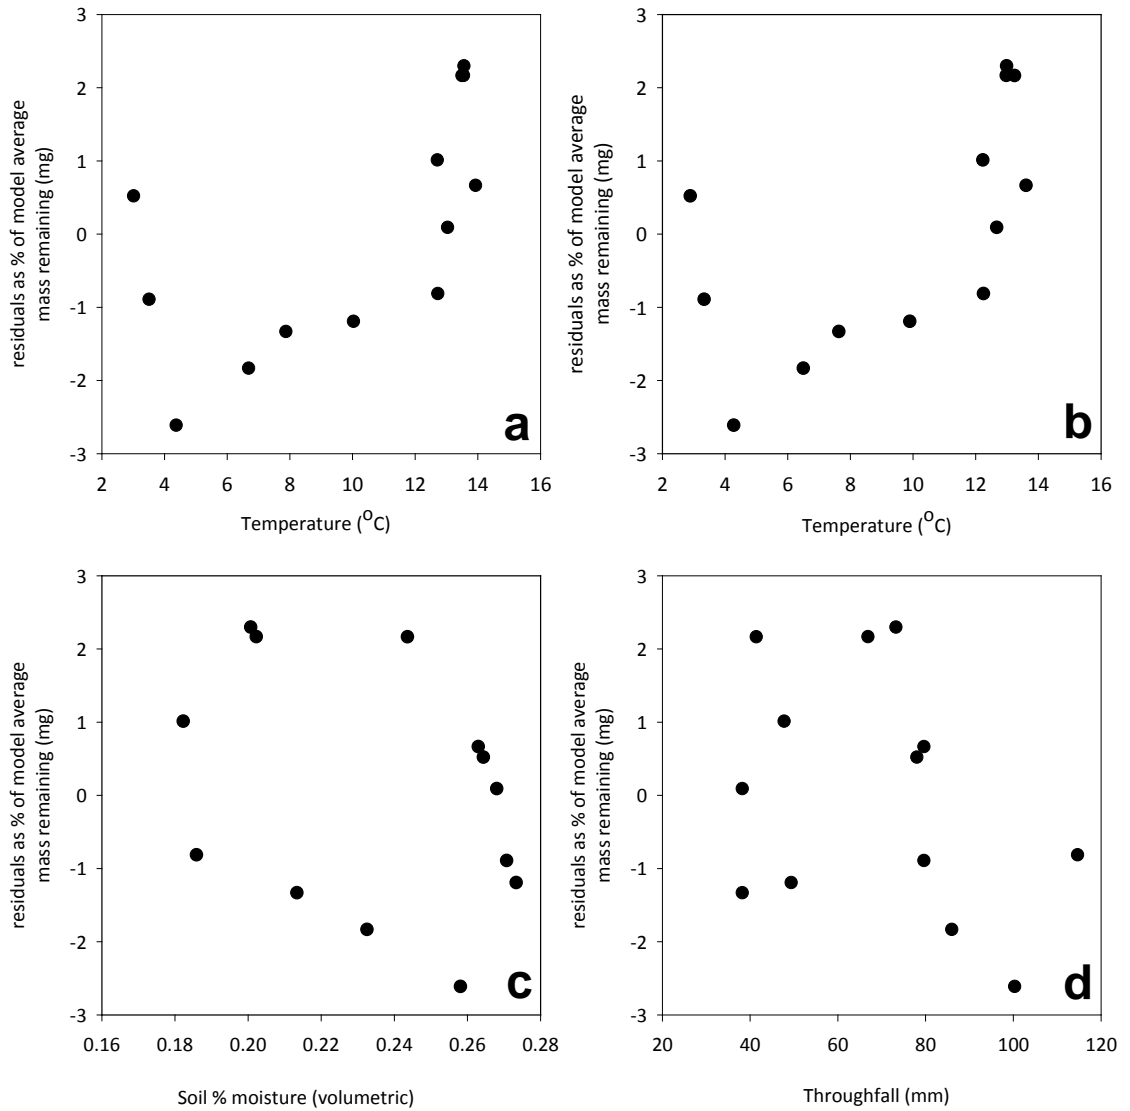 3
2
1
0
-1
-2
-3
residuals as % of model average
mass remaining (mg)
2 4 6 8 10 12 14 16
Temperature (OC)
a
3
2
1
0
-1
-2
-3
residuals as % of model average
mass remaining (mg)
2 4 6 8 10 12 14 16
Temperature (OC)
b
3
2
1
0
-1
-2
-3
residuals as % of model average
mass remaining (mg)
0.16 0.18 0.20 0.22 0.24 0.26 0.28
Soil % moisture (volumetric)
c
3
2
1
0
-1
-2
-3
residuals as % of model average
mass remaining (mg)
20 40 60 80 100 120
Throughfall (mm)
d